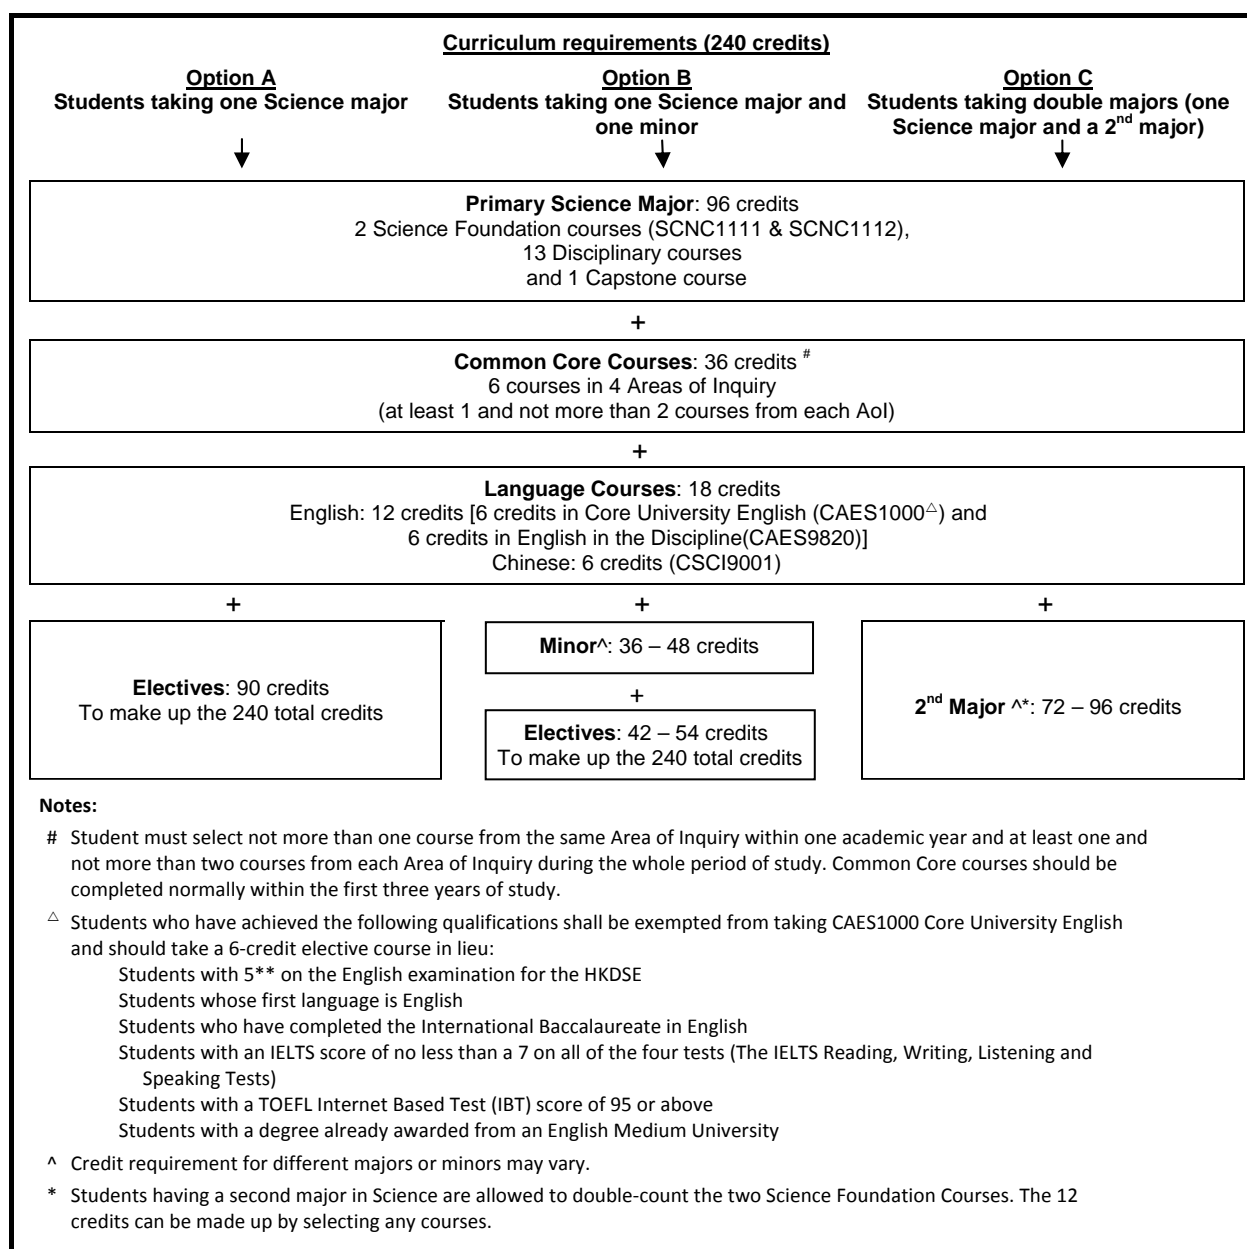 Curriculum requirements (240 credits)
Option A
Students taking one Science major
Option B
Students taking one Science major and
one minor
Option C
Students taking double majors (one
Science major and a 2nd major)
Primary Science Major: 96 credits
2 Science Foundation courses (SCNC1111 & SCNC1112),
13 Disciplinary courses
and 1 Capstone course
+
Common Core Courses: 36 credits #
6 courses in 4 Areas of Inquiry
(at least 1 and not more than 2 courses from each AoI)
+
Language Courses: 18 credits
English: 12 credits [6 credits in Core University English (CAES1000△) and
6 credits in English in the Discipline(CAES9820)]
Chinese: 6 credits (CSCI9001)
+
+
+
Electives: 90 credits
To make up the 240 total credits
Minor^: 36 – 48 credits
+
Electives: 42 – 54 credits
To make up the 240 total credits
2nd Major ^*: 72 – 96 credits
Notes:
# Student must select not more than one course from the same Area of Inquiry within one academic year and at least one and
not more than two courses from each Area of Inquiry during the whole period of study. Common Core courses should be
completed normally within the first three years of study.
△ Students who have achieved the following qualifications shall be exempted from taking CAES1000 Core University English
and should take a 6-credit elective course in lieu:
Students with 5** on the English examination for the HKDSE
Students whose first language is English
Students who have completed the International Baccalaureate in English
Students with an IELTS score of no less than a 7 on all of the four tests (The IELTS Reading, Writing, Listening and
Speaking Tests)
Students with a TOEFL Internet Based Test (IBT) score of 95 or above
Students with a degree already awarded from an English Medium University
^ Credit requirement for different majors or minors may vary.
* Students having a second major in Science are allowed to double-count the two Science Foundation Courses. The 12
credits can be made up by selecting any courses.